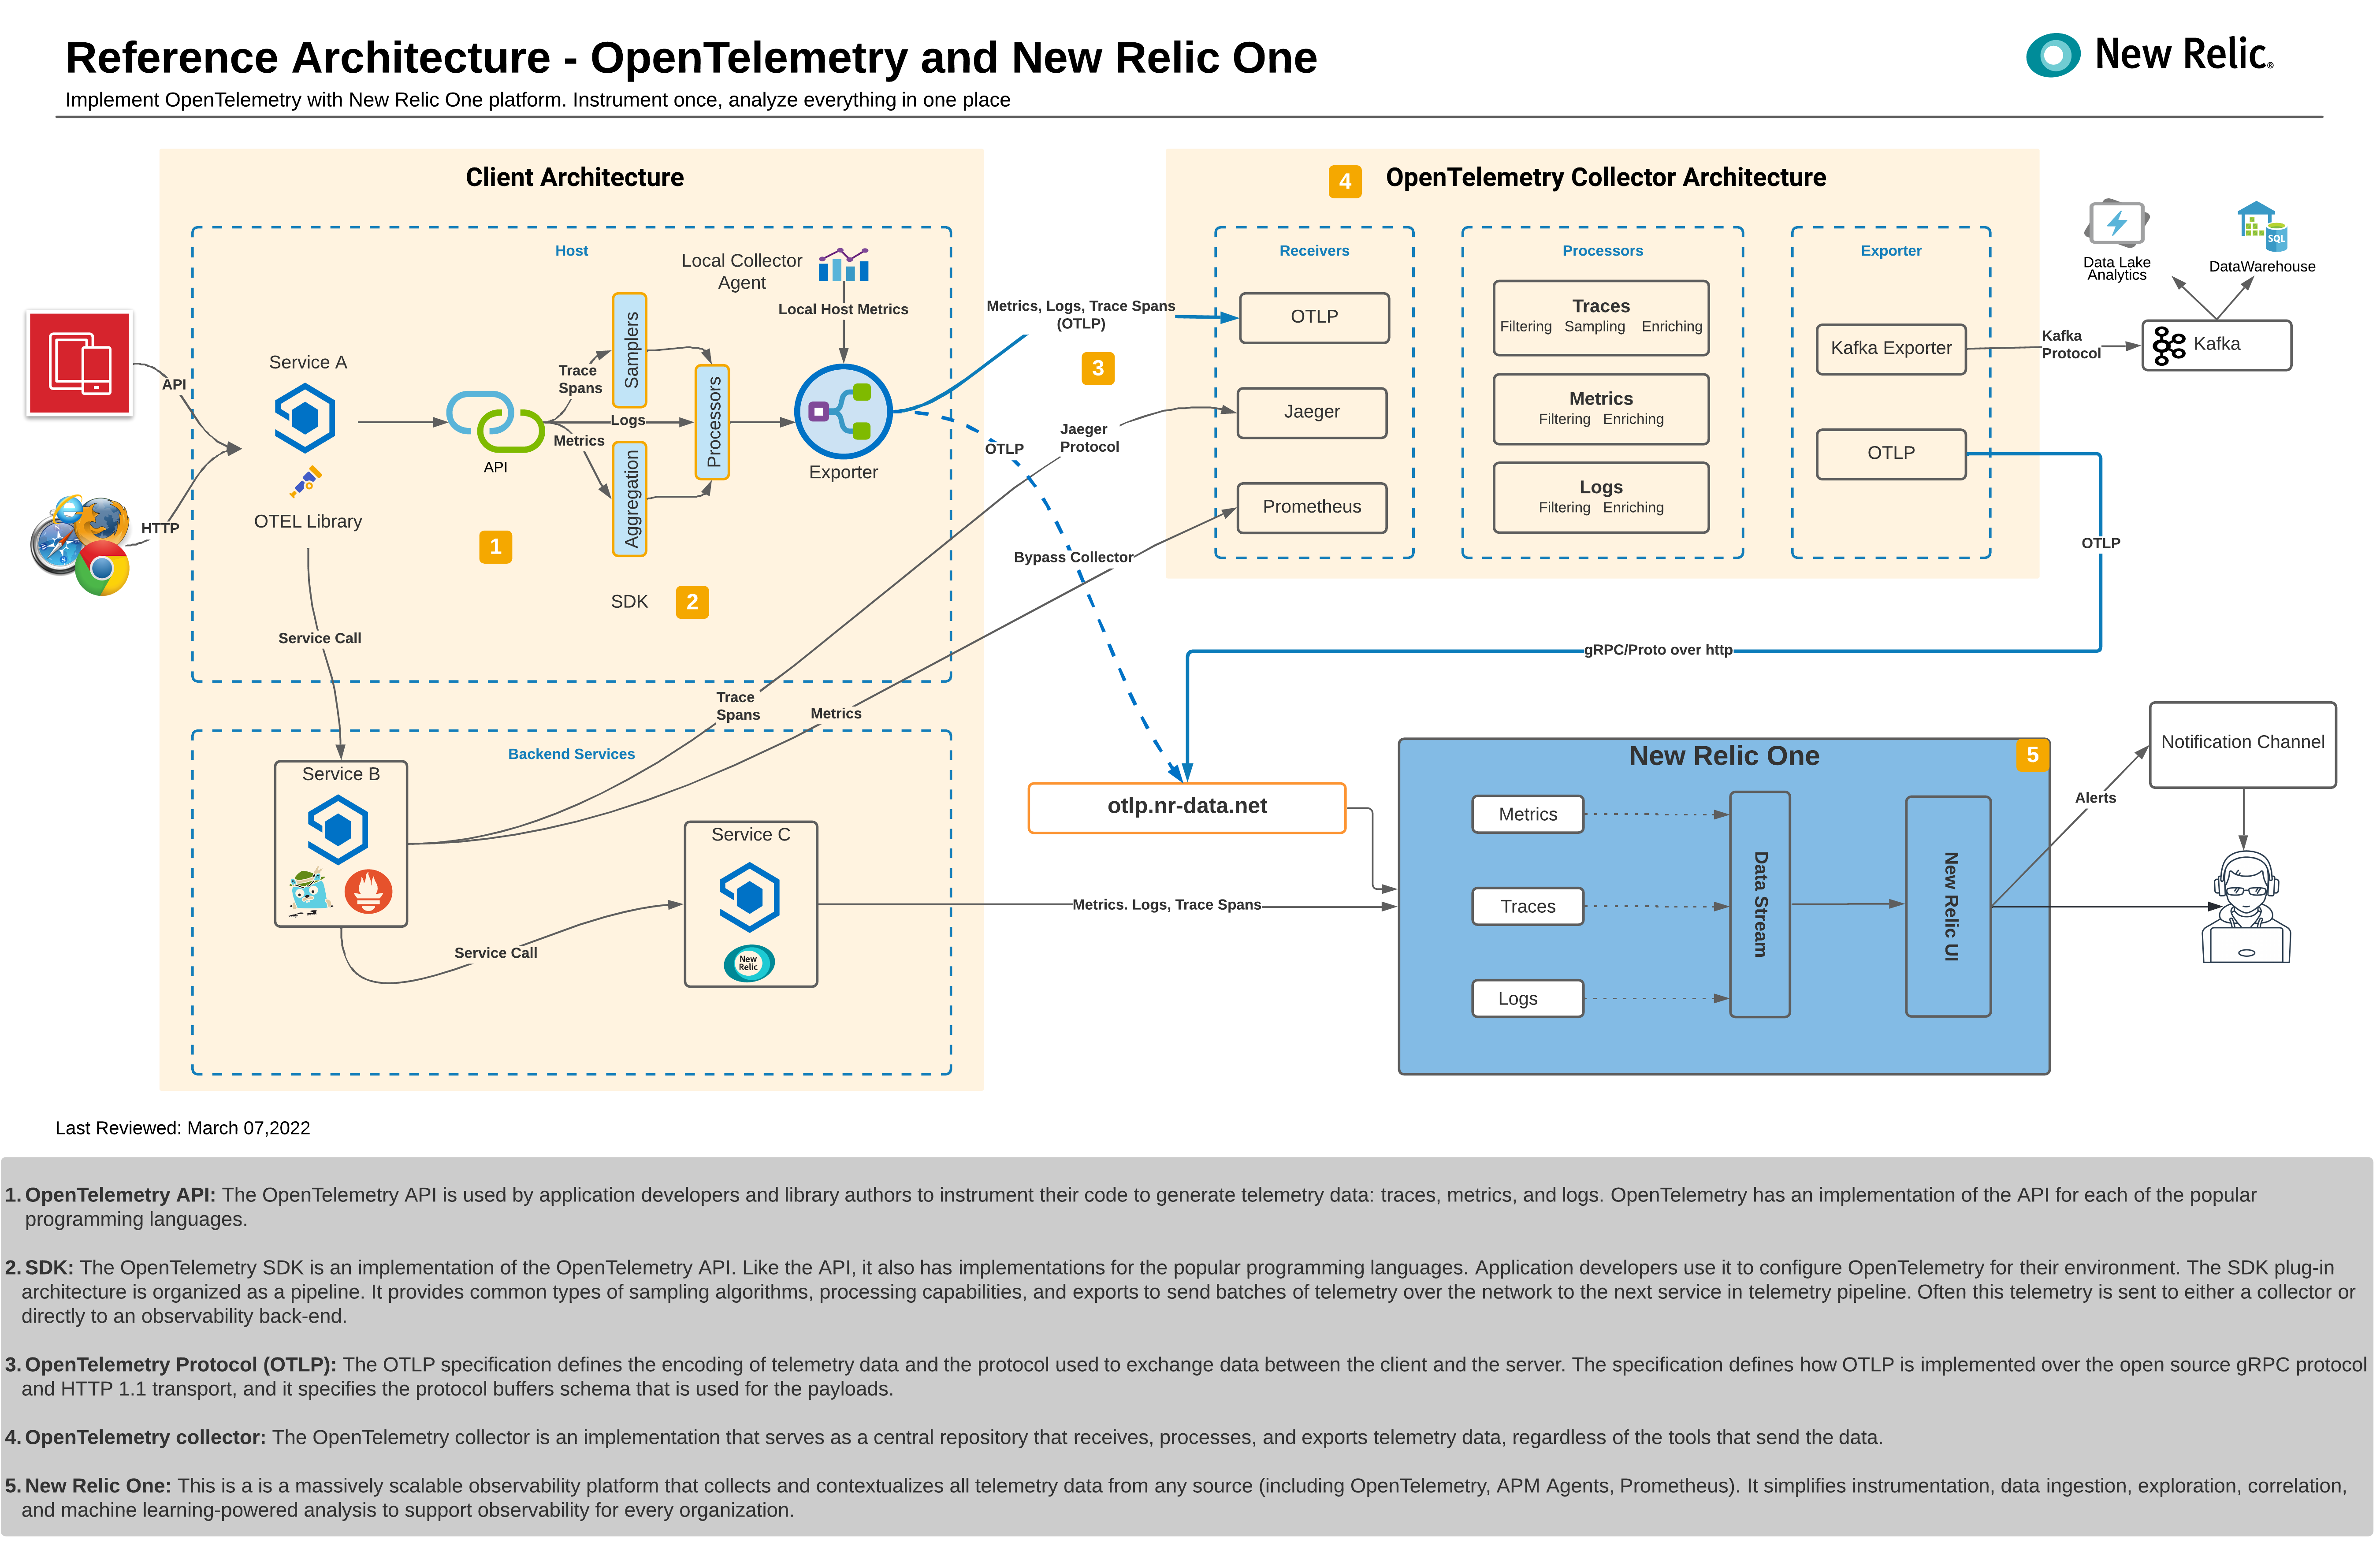 Reference Architecture - OpenTelemetry and New Relic One
New Relic®
Implement OpenTelemetry with New Relic One platform. Instrument once, analyze everything in one place
Client Architecture
Host
Local Collector
Agent
Local Host Metrics
API
HTTP
Service A
OTEL Library
API
Trace
Spans
Logs
Metrics
Samplers
Aggregation
Processors
Exporter
1
SDK
2
Service Call
Trace
Spans
Metrics
Backend Services
Service B
Service Call
Service C
New
Relic
Metrics, Logs, Trace Spans
(OTLP)
3
OTLP
Jaeger
Protocol
Bypass Collector
4
OpenTelemetry Collector Architecture
Receivers
OTLP
Jaeger
Prometheus
Processors
Traces
Filtering Sampling Enriching
Metrics
Filtering Enriching
Logs
Filtering Enriching
Exporter
Kafka Exporter
OTLP
Kafka
Protocol
Kafka
Data Lake
Analytics
SQL
DataWarehouse
OTLP
gRPC/Proto over http
otlp.nr-data.net
Metrics. Logs, Trace Spans
New Relic One
5
Metrics
Traces
Logs
Data Stream
New Relic UI
Alerts
Notification Channel
Last Reviewed: March 07,2022
1. OpenTelemetry API: The OpenTelemetry API is used by application developers and library authors to instrument their code to generate telemetry data: traces, metrics, and logs. OpenTelemetry has an implementation of the API for each of the popular
programming languages.
2. SDK: The OpenTelemetry SDK is an implementation of the OpenTelemetry API. Like the API, it also has implementations for the popular programming languages. Application developers use it to configure OpenTelemetry for their environment. The SDK plug-in
architecture is organized as a pipeline. It provides common types of sampling algorithms, processing capabilities, and exports to send batches of telemetry over the network to the next service in telemetry pipeline. Often this telemetry is sent to either a collector or
directly to an observability back-end.
3. OpenTelemetry Protocol (OTLP): The OTLP specification defines the encoding of telemetry data and the protocol used to exchange data between the client and the server. The specification defines how OTLP is implemented over the open source gRPC protocol
and HTTP 1.1 transport, and it specifies the protocol buffers schema that is used for the payloads.
4. OpenTelemetry collector: The OpenTelemetry collector is an implementation that serves as a central repository that receives, processes, and exports telemetry data, regardless of the tools that send the data.
5. New Relic One: This is a is a massively scalable observability platform that collects and contextualizes all telemetry data from any source (including OpenTelemetry, APM Agents, Prometheus). It simplifies instrumentation, data ingestion, exploration, correlation,
and machine learning-powered analysis to support observability for every organization.